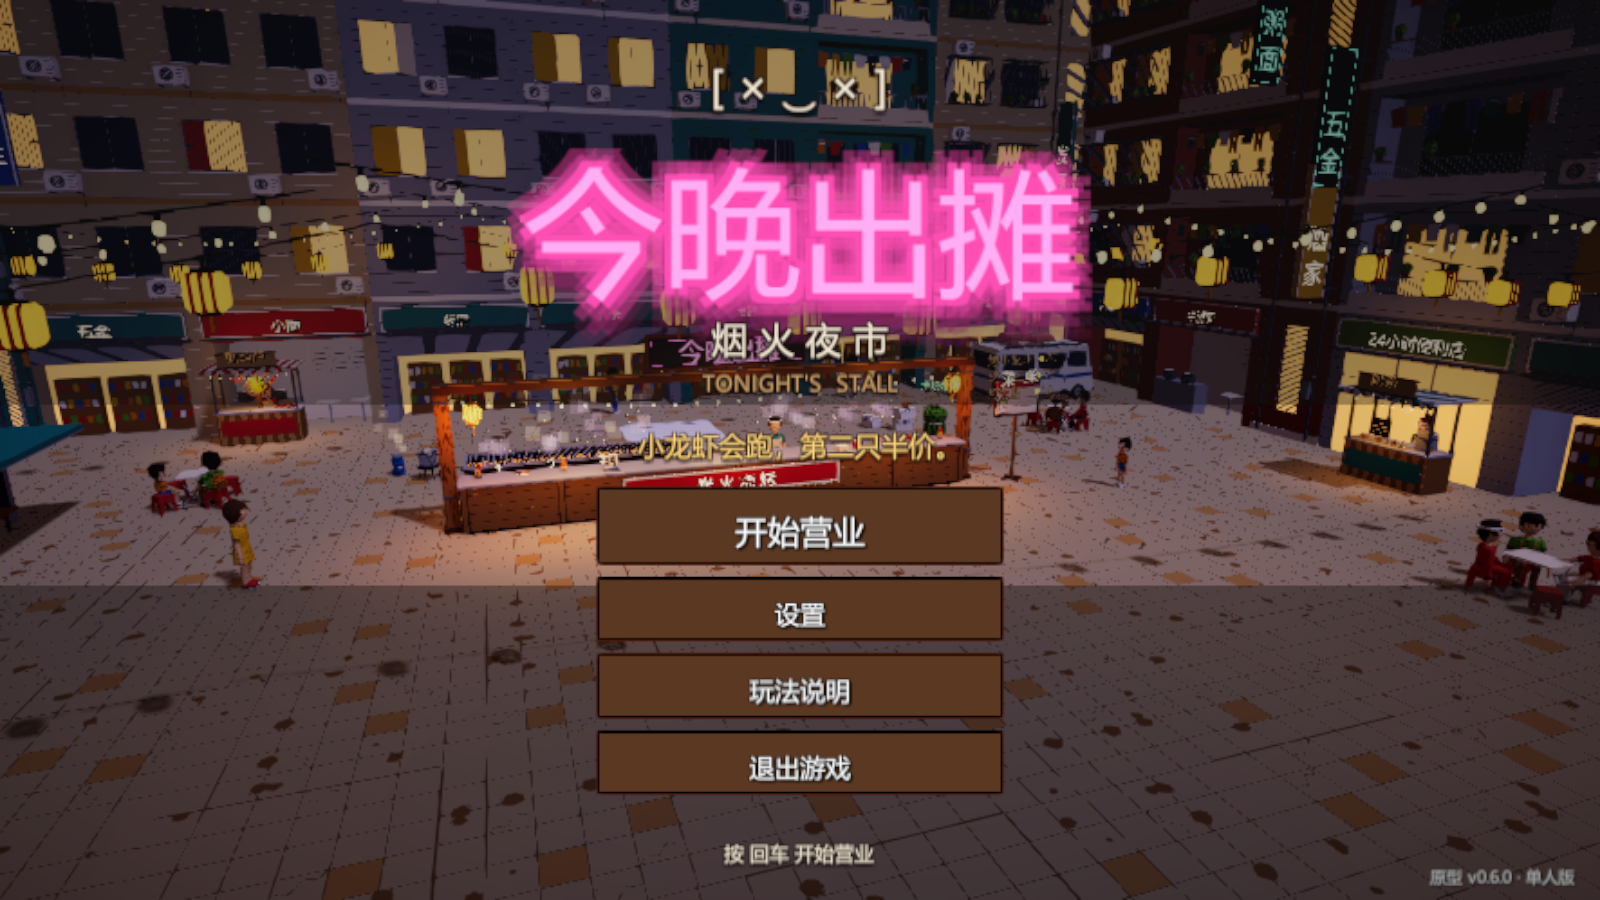 [×‿×]
今晚出摊
烟火夜市
TONIGHT'S STALL
小龙虾会跑，第二只半价。
开始营业
设置
玩法说明
退出游戏
按 回车 开始营业
原型 v0.6.0 · 单人版
五金
五金
24小时便利店